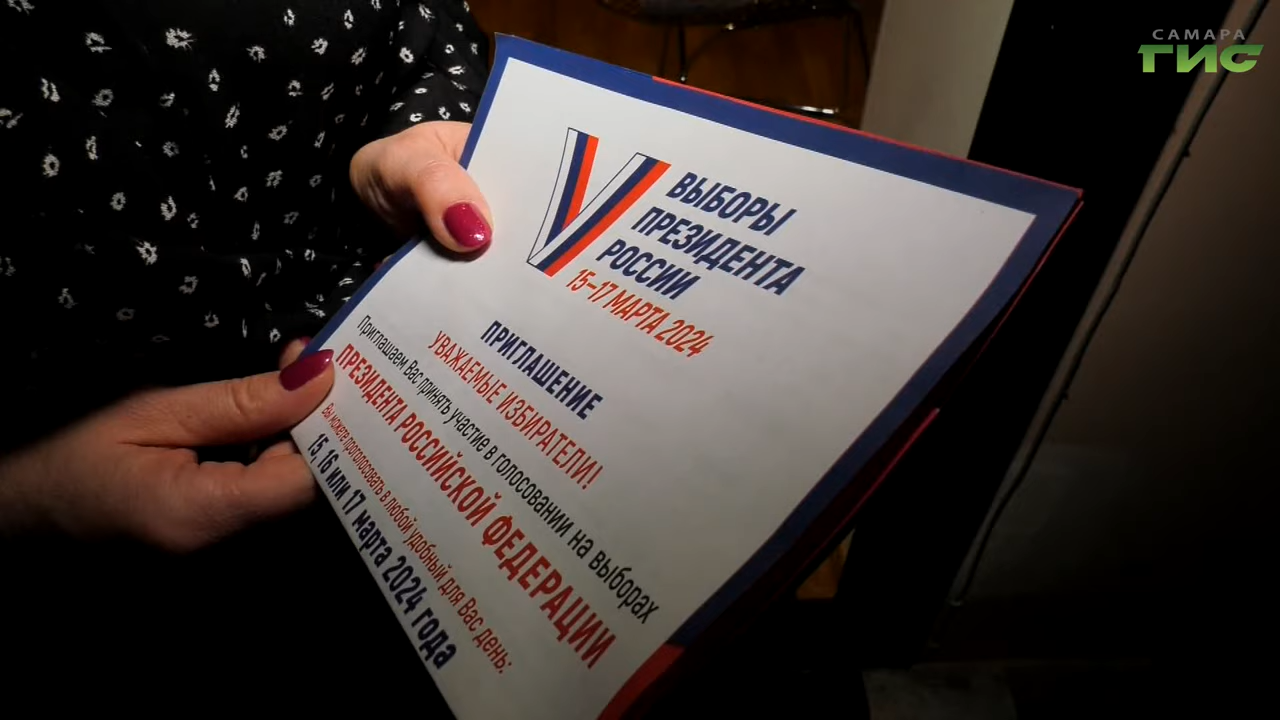 САМАРА
ГИС
ВЫБОРЫ
ПРЕЗИДЕНТА
РОССИИ
15–17 МАРТА 2024
ПРИГЛАШЕНИЕ
УВАЖАЕМЫЕ ИЗБИРАТЕЛИ!
Приглашаем Вас принять участие в голосовании на выборах
ПРЕЗИДЕНТА РОССИЙСКОЙ ФЕДЕРАЦИИ
Вы можете проголосовать в любой удобный для Вас день:
15, 16 или 17 марта 2024 года